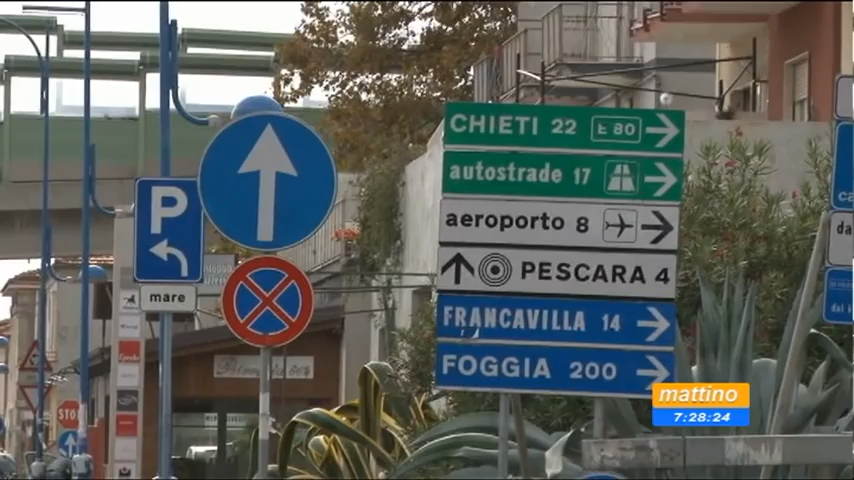 CHIETI 22 E 80
autostrade 17
aeroporto 8
PESCARA 4
FRANCAVILLA 14
FOGGIA 200
P
mare
STOP
mattino
7:28:24